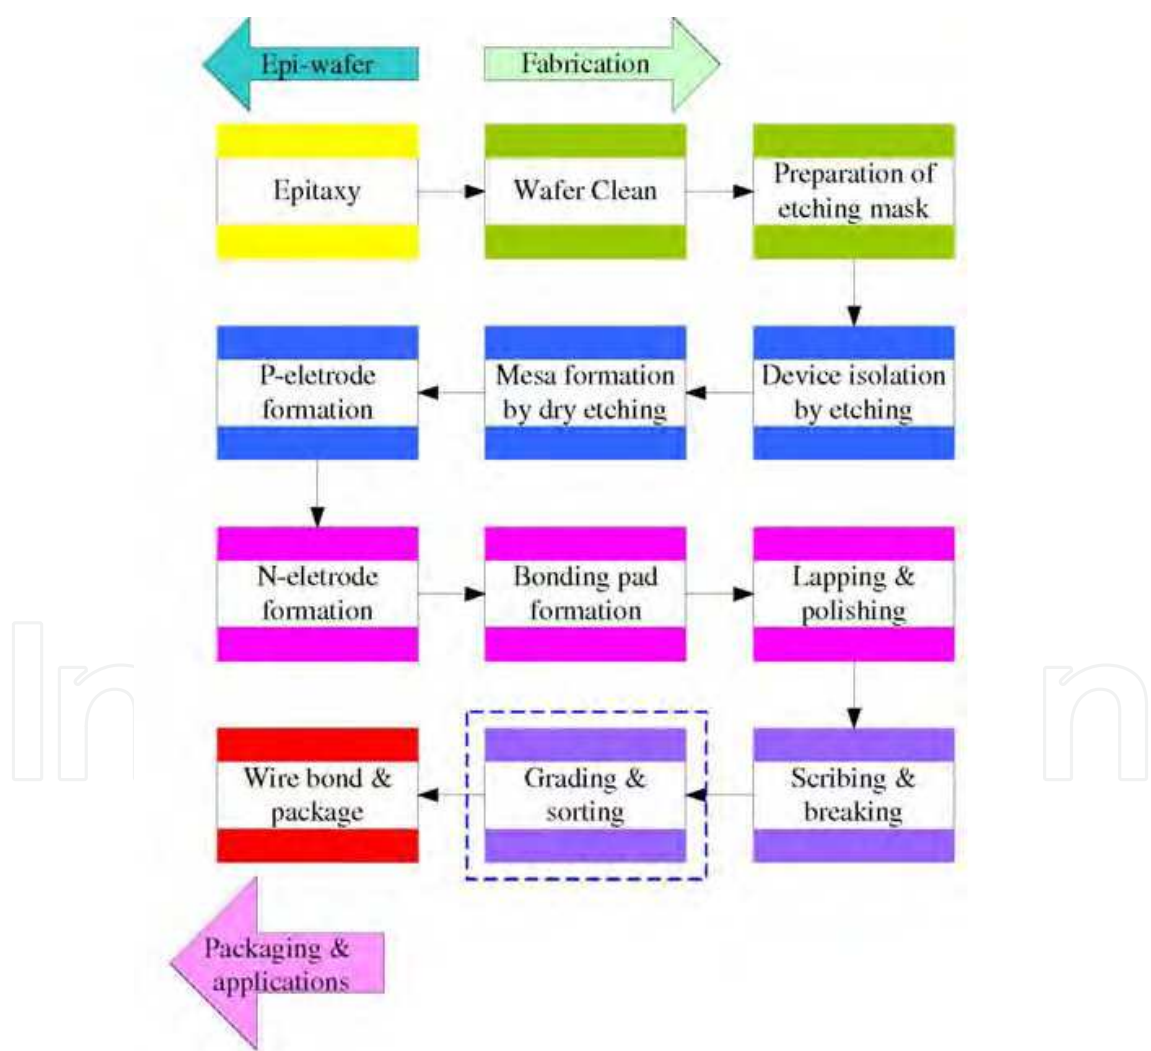 Epi-wafer
Fabrication
Epitaxy
Wafer Clean
Preparation of
etching mask
P-eletrode
formation
Mesa formation
by dry etching
Device isolation
by etching
N-eletrode
formation
Bonding pad
formation
Lapping &
polishing
Wire bond &
package
Grading &
sorting
Scribing &
breaking
Packaging &
applications
In
n